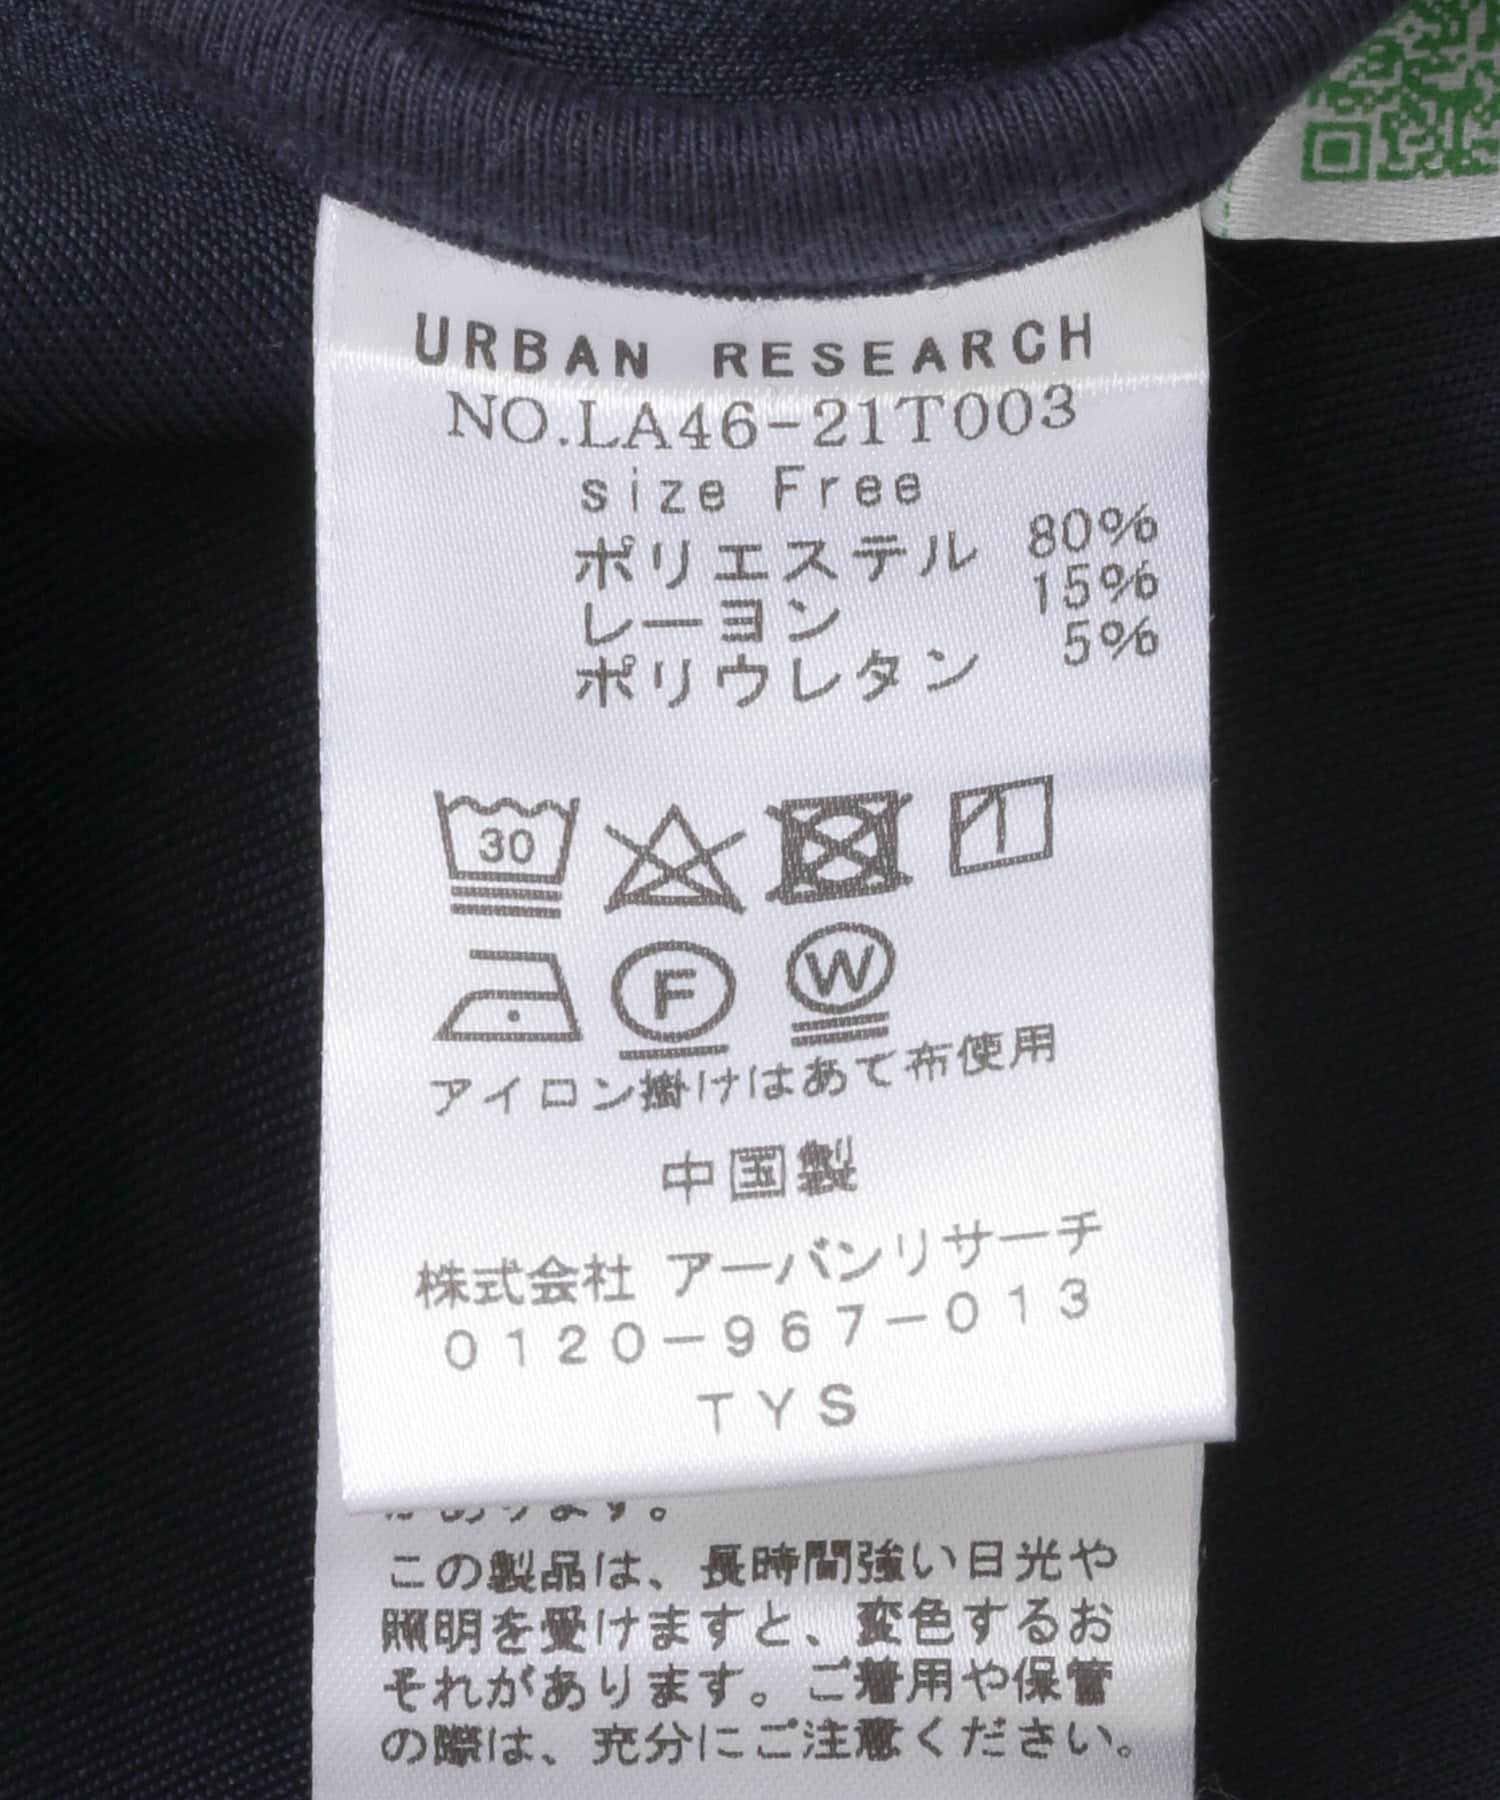 URBAN RESEARCH
NO.LA46-21T003
size Free
ポリエステル 80%
レーヨン 15%
ポリウレタン 5%
30
F W
アイロン掛けはあて布使用
中国製
株式会社 アーバンリサーチ
0120-967-013
TYS
があります。
この製品は、長時間強い日光や
照明を受けますと、変色するお
それがあります。ご着用や保管
の際は、充分にご注意ください。